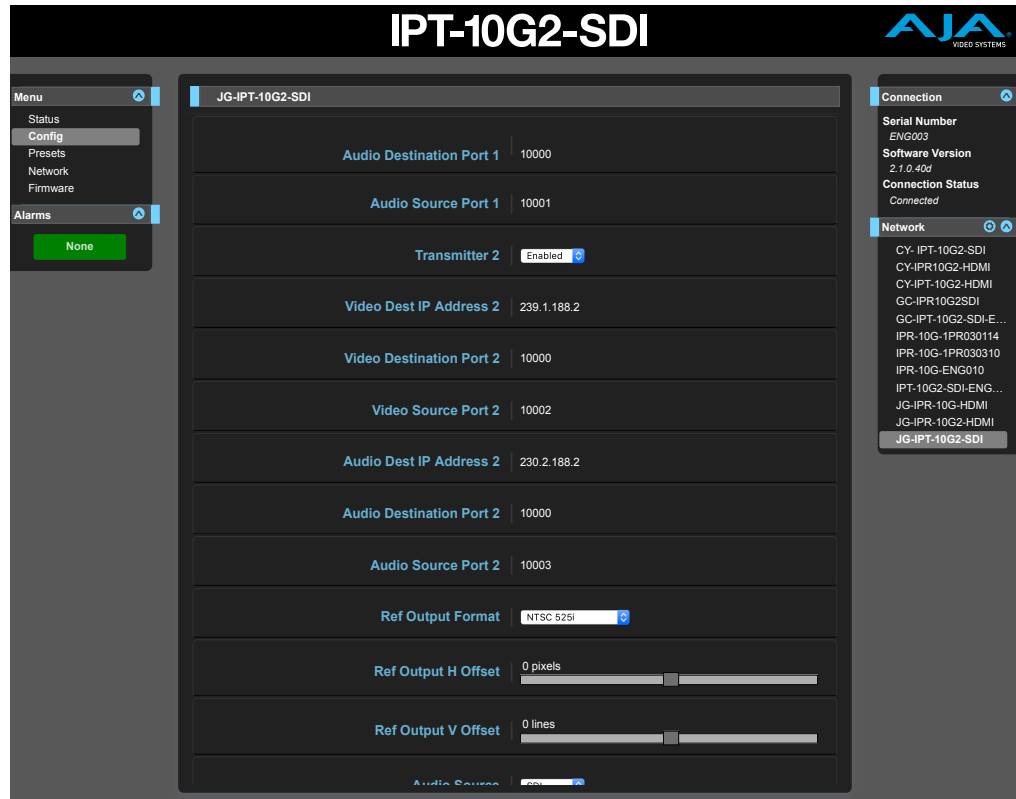 IPT-10G2-SDI
AJA
VIDEO SYSTEMS
Menu
Status
Config
Presets
Network
Firmware
Alarms
None
JG-IPT-10G2-SDI
Audio Destination Port 1 10000
Audio Source Port 1 10001
Transmitter 2 Enabled
Video Dest IP Address 2 239.1.188.2
Video Destination Port 2 10000
Video Source Port 2 10002
Audio Dest IP Address 2 230.2.188.2
Audio Destination Port 2 10000
Audio Source Port 2 10003
Ref Output Format NTSC 525i
Ref Output H Offset 0 pixels
Ref Output V Offset 0 lines
Audio Source SDI
Connection
Serial Number
ENG003
Software Version
2.1.0.40d
Connection Status
Connected
Network
CY- IPT-10G2-SDI
CY-IPR10G2-HDMI
CY-IPT-10G2-HDMI
GC-IPR10G2SDI
GC-IPT-10G2-SDI-E...
IPR-10G-1PR030114
IPR-10G-1PR030310
IPR-10G-ENG010
IPT-10G2-SDI-ENG...
JG-IPR-10G-HDMI
JG-IPR-10G2-HDMI
JG-IPT-10G2-SDI